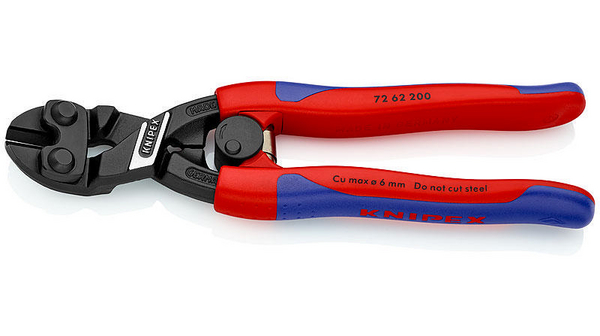 72 62 200
KNIPEX
Cu max ø 6 mm Do not cut steel
KNIPEX